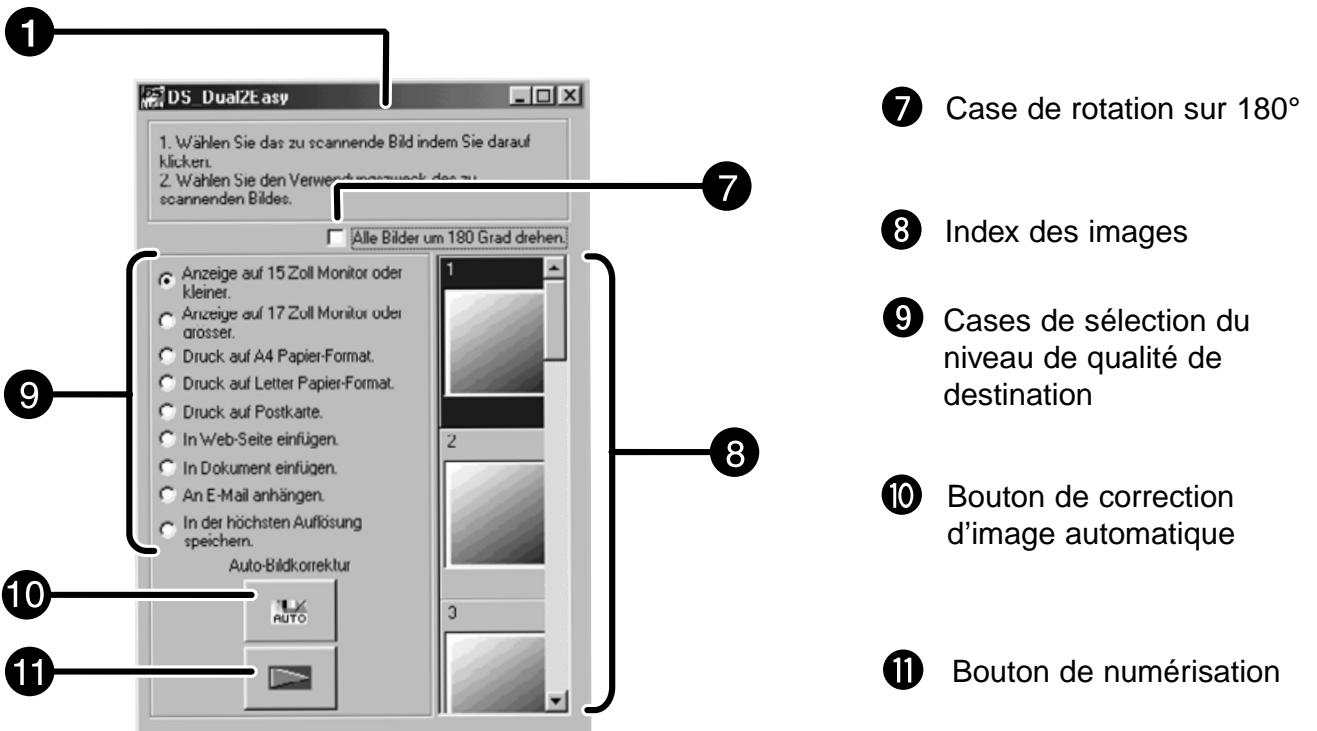 1
DS_Dual2Easy
1. Wählen Sie das zu scannende Bild indem Sie darauf
klicken.
2. Wählen Sie den Verwendungszweck des zu
scannenden Bildes.
7
Alle Bilder um 180 Grad drehen.
9
Anzeige auf 15 Zoll Monitor oder
kleiner.
Anzeige auf 17 Zoll Monitor oder
grosser.
Druck auf A4 Papier-Format.
Druck auf Letter Papier-Format.
Druck auf Postkarte.
In Web-Seite einfügen.
In Dokument einfügen.
An E-Mail anhängen.
In der höchsten Auflösung
speichern.
Auto-Bildkorrektur
10
AUTO
11
1
2
3
8
7 Case de rotation sur 180°
8 Index des images
9 Cases de sélection du
niveau de qualité de
destination
10 Bouton de correction
d’image automatique
11 Bouton de numérisation